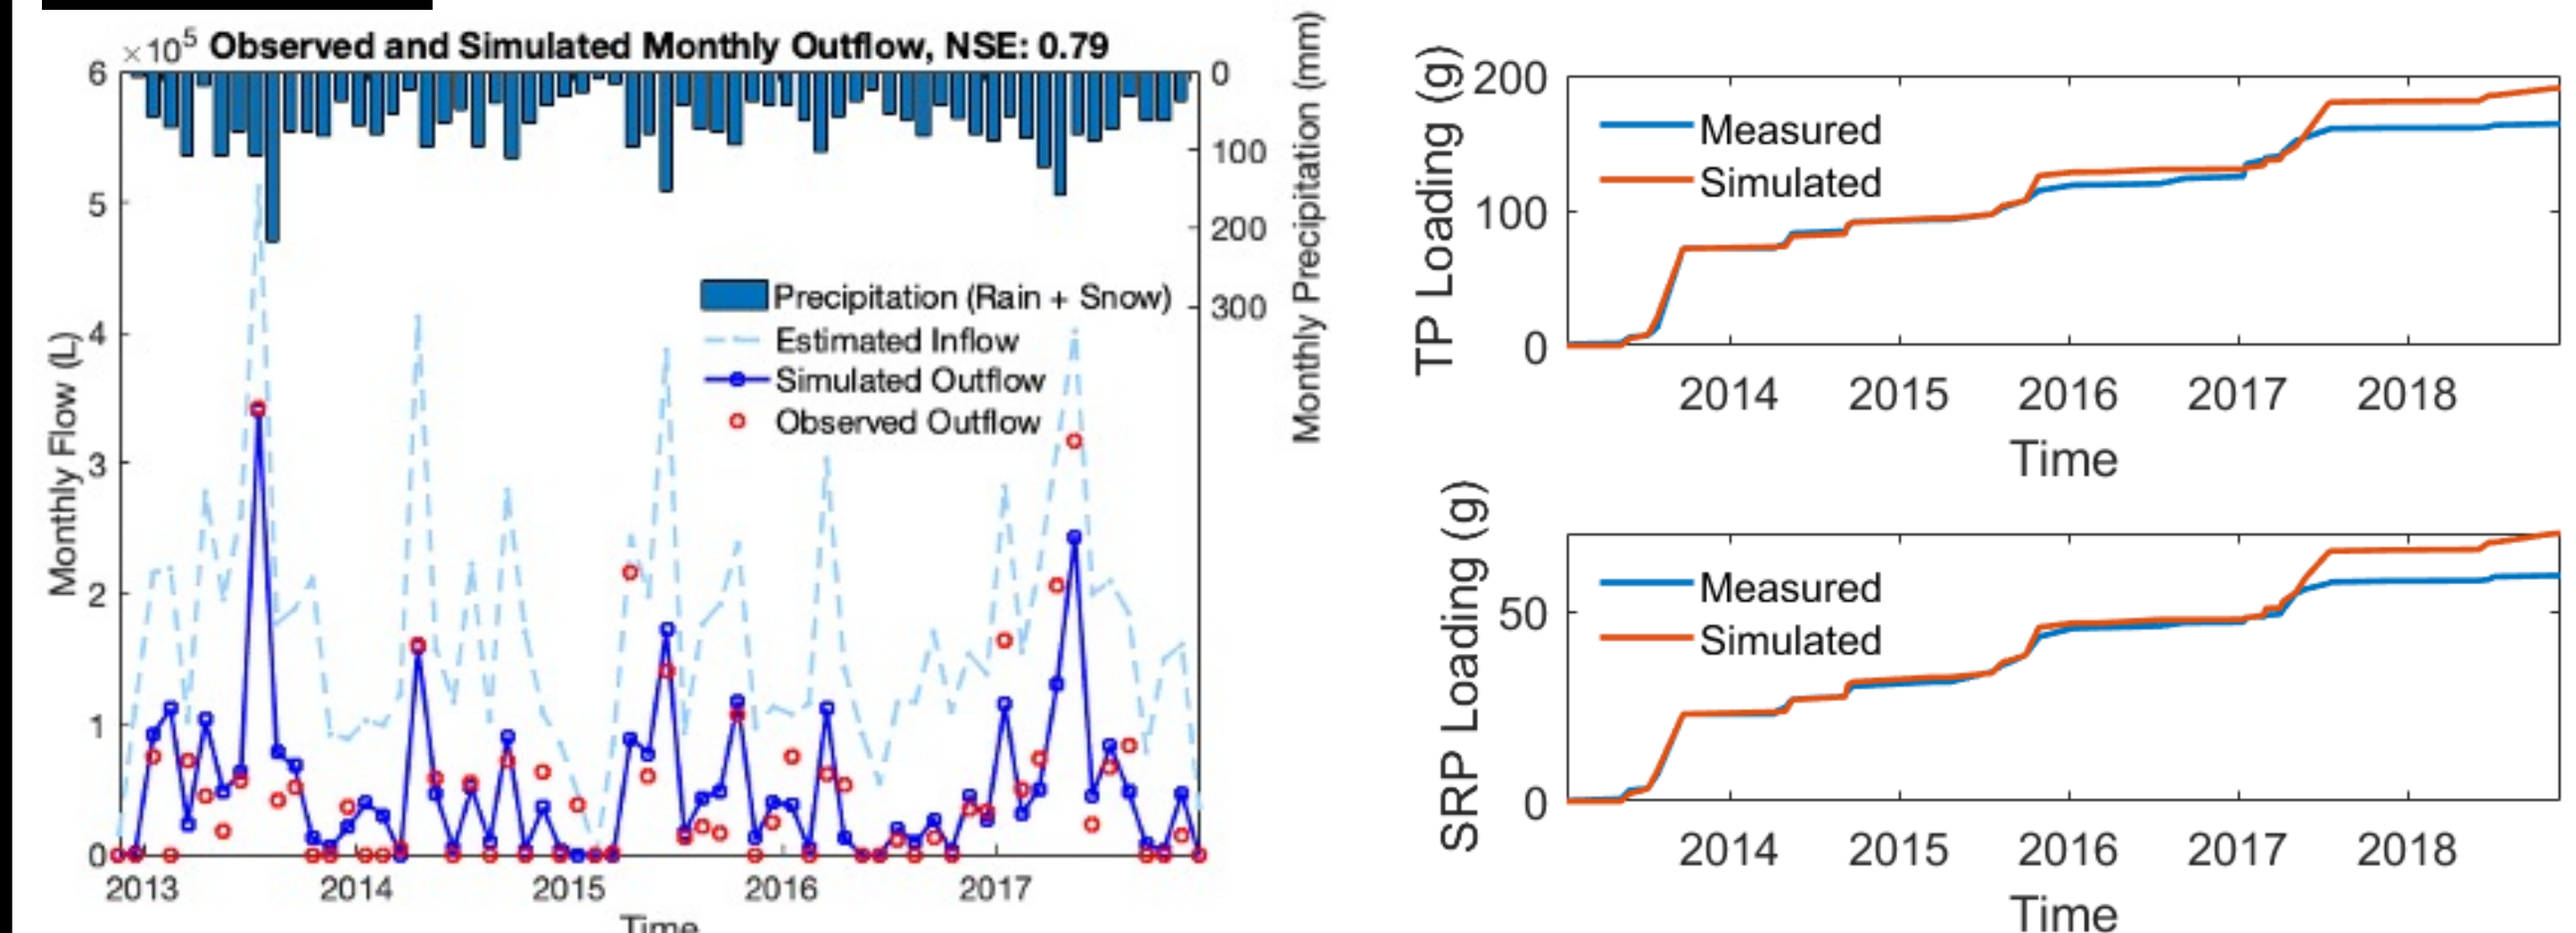 ×10⁵ Observed and Simulated Monthly Outflow, NSE: 0.79
6
5
4
3
2
1
0
Monthly Flow (L)
0
100
200
300
Monthly Precipitation (mm)
Precipitation (Rain + Snow)
Estimated Inflow
Simulated Outflow
Observed Outflow
2013 2014 2015 2016 2017
Time
TP Loading (g)
200
100
0
Measured
Simulated
2014 2015 2016 2017 2018
Time
SRP Loading (g)
50
0
Measured
Simulated
2014 2015 2016 2017 2018
Time